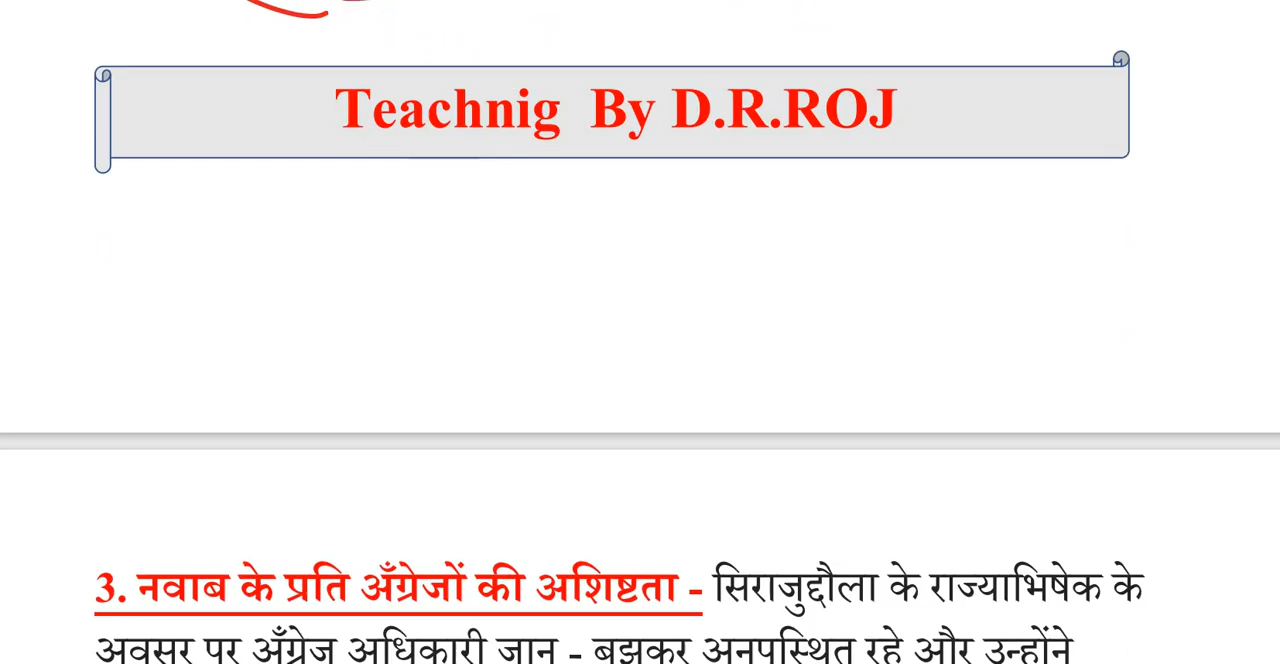 Teachnig By D.R.ROJ
3. नवाब के प्रति अँग्रेजों की अशिष्टता - सिराजुद्दौला के राज्याभिषेक के
अवसर पर अँग्रेज अधिकारी जान - बूझकर अनुपस्थित रहे और उन्होंने